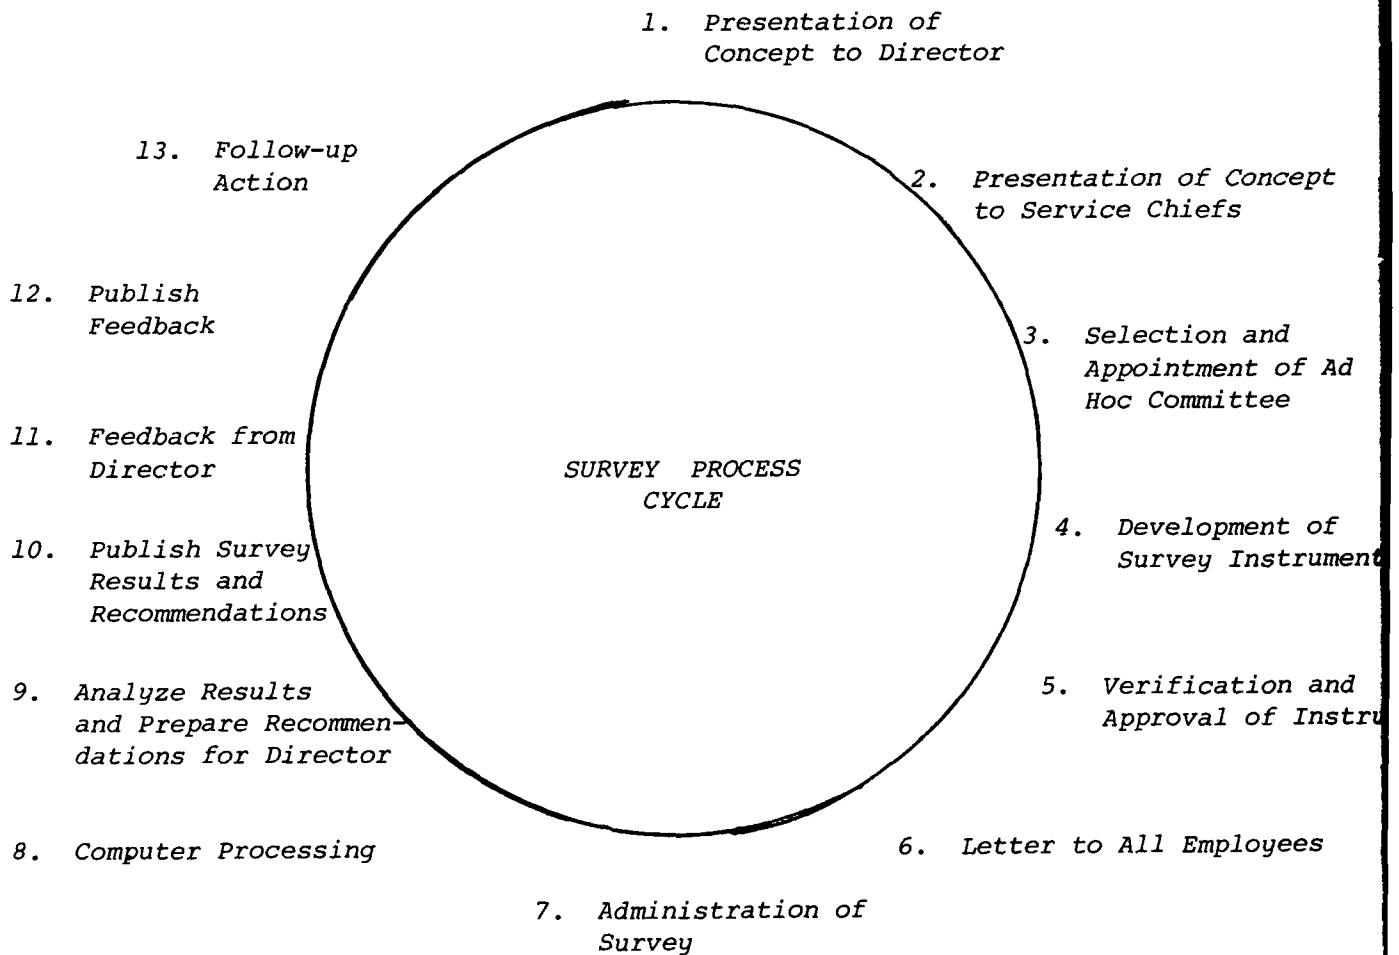 1. Presentation of
Concept to Director
2. Presentation of Concept
to Service Chiefs
3. Selection and
Appointment of Ad
Hoc Committee
4. Development of
Survey Instrument
5. Verification and
Approval of Instru
6. Letter to All Employees
7. Administration of
Survey
8. Computer Processing
9. Analyze Results
and Prepare Recommen-
dations for Director
10. Publish Survey
Results and
Recommendations
11. Feedback from
Director
12. Publish
Feedback
13. Follow-up
Action
SURVEY PROCESS
CYCLE